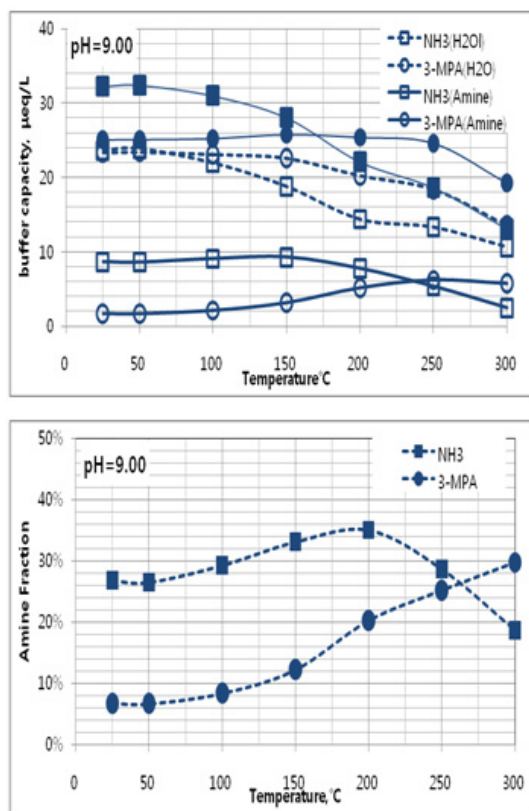 40
pH=9.00
NH3(H2O)
3-MPA(H2O)
NH3(Amine)
3-MPA(Amine)
30
20
10
0
buffer capacity, μeq/L
0 50 100 150 200 250 300
Temperature℃
50%
pH=9.00
NH3
3-MPA
40%
30%
20%
10%
0%
Amine Fraction
0 50 100 150 200 250 300
Temperature,℃